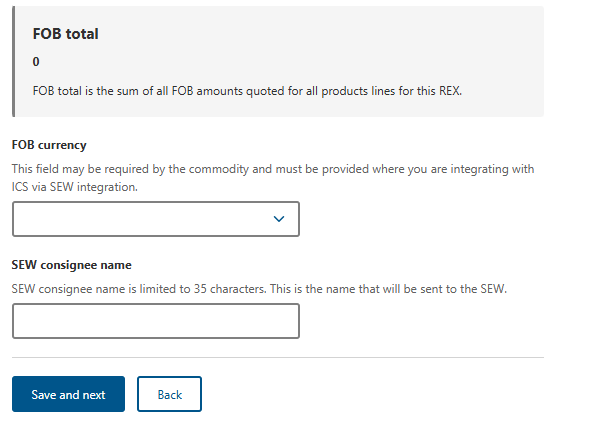 FOB total
0
FOB total is the sum of all FOB amounts quoted for all products lines for this REX.
FOB currency
This field may be required by the commodity and must be provided where you are integrating with
ICS via SEW integration.
SEW consignee name
SEW consignee name is limited to 35 characters. This is the name that will be sent to the SEW.
Save and next
Back